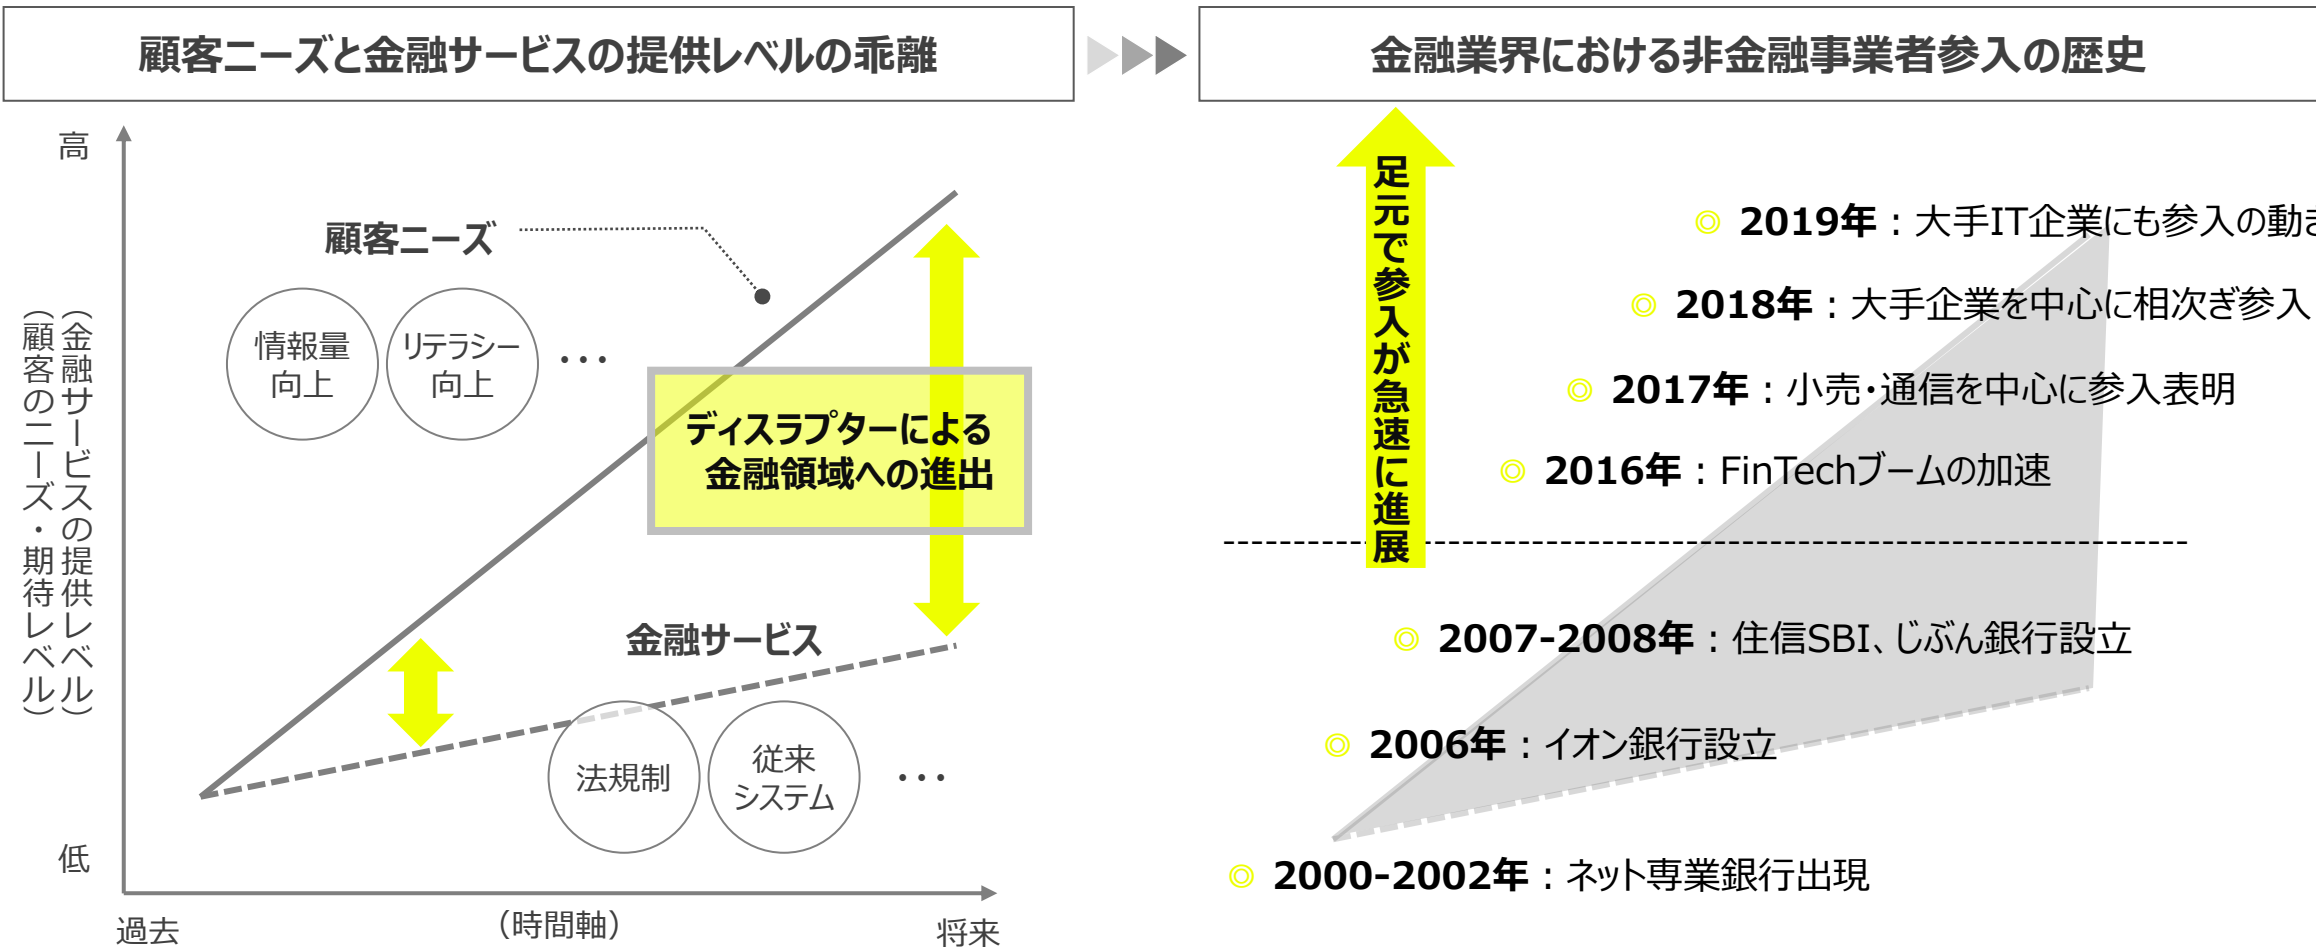 顧客ニーズと金融サービスの提供レベルの乖離
高
顧客ニーズ
情報量
向上
リテラシー
向上
・・・
（金融サービスの提供レベル）
（顧客のニーズ・期待レベル）
ディスラプターによる
金融領域への進出
金融サービス
法規制
従来
システム
・・・
低
過去
（時間軸）
将来
金融業界における非金融事業者参入の歴史
足元で参入が急速に進展
◎ 2019年：大手IT企業にも参入の動
◎ 2018年：大手企業を中心に相次ぎ参入
◎ 2017年：小売・通信を中心に参入表明
◎ 2016年：FinTechブームの加速
◎ 2007-2008年：住信SBI、じぶん銀行設立
◎ 2006年：イオン銀行設立
◎ 2000-2002年：ネット専業銀行出現